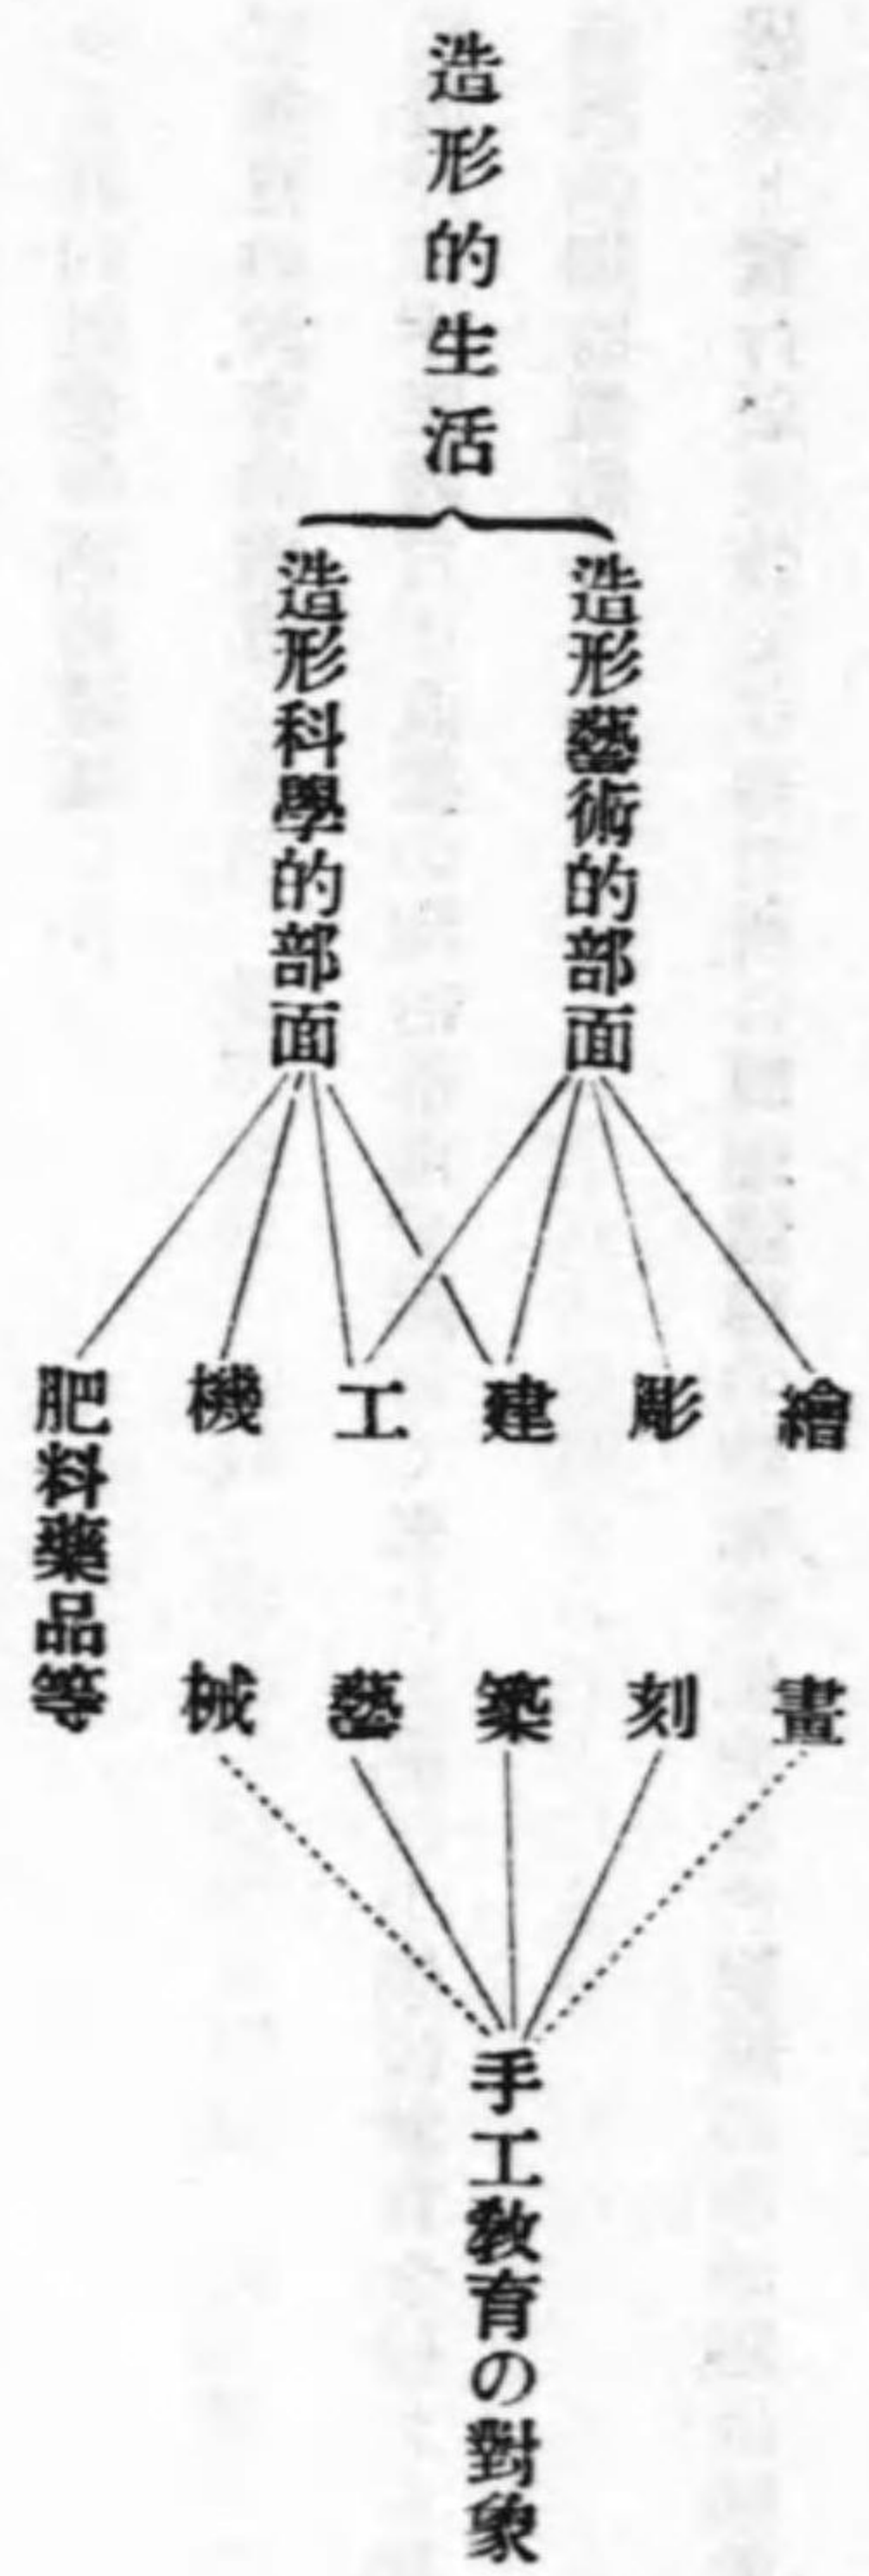 造形的生活
造形藝術的部面
造形科學的部面
繪畫
彫刻
建築
工藝
機械
肥料藥品等
手工教育の對象